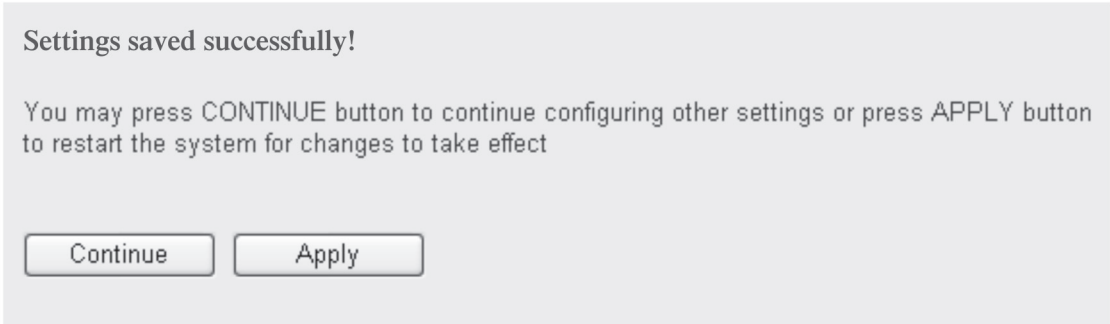 Settings saved successfully!
You may press CONTINUE button to continue configuring other settings or press APPLY button
to restart the system for changes to take effect
Continue Apply